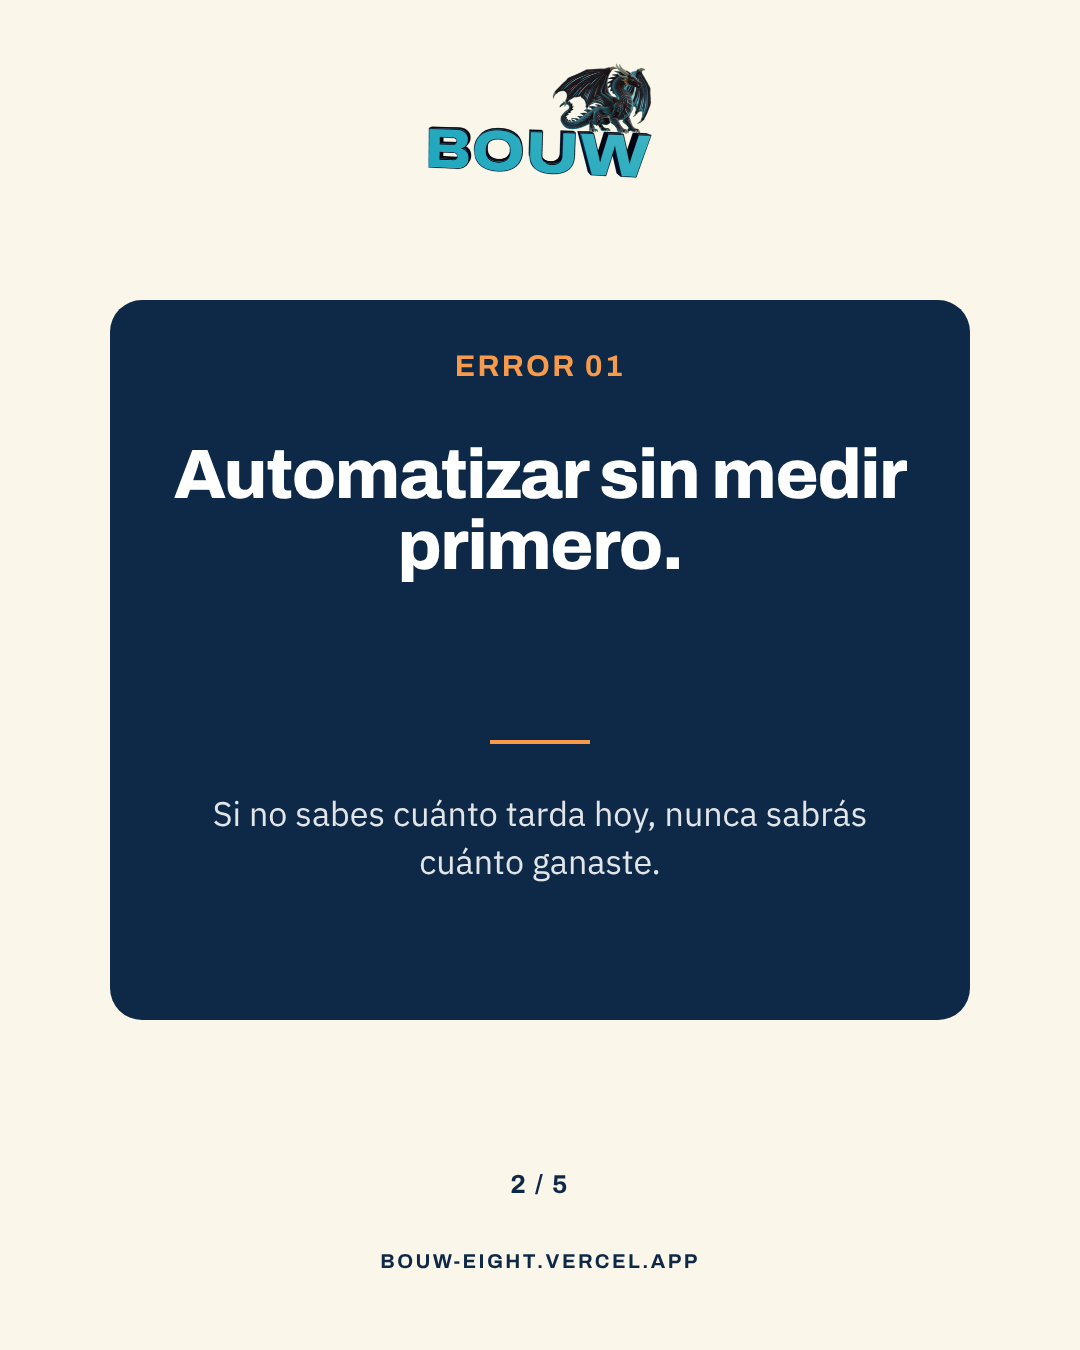 BOUW
ERROR 01
Automatizar sin medir
primero.
Si no sabes cuánto tarda hoy, nunca sabrás
cuánto ganaste.
2 / 5
BOUW-EIGHT.VERCEL.APP